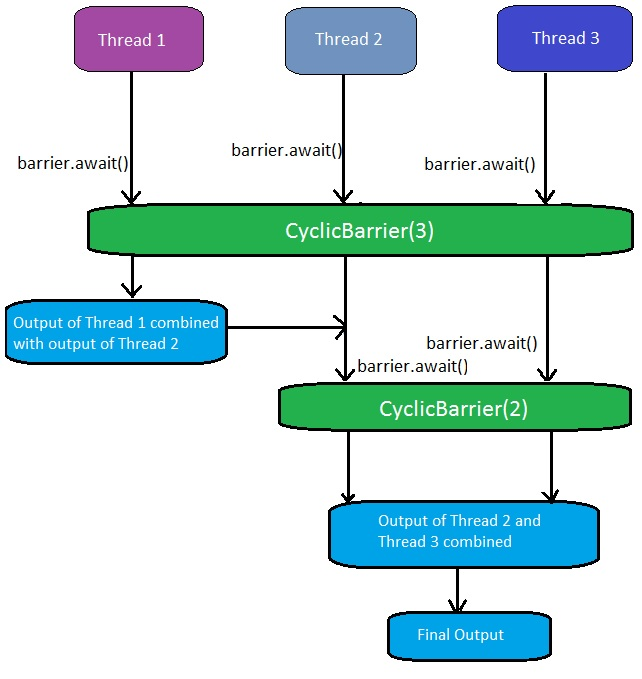 Thread 1
Thread 2
Thread 3
barrier.await()
barrier.await()
barrier.await()
CyclicBarrier(3)
Output of Thread 1 combined
with output of Thread 2
barrier.await()
barrier.await()
CyclicBarrier(2)
Output of Thread 2 and
Thread 3 combined
Final Output